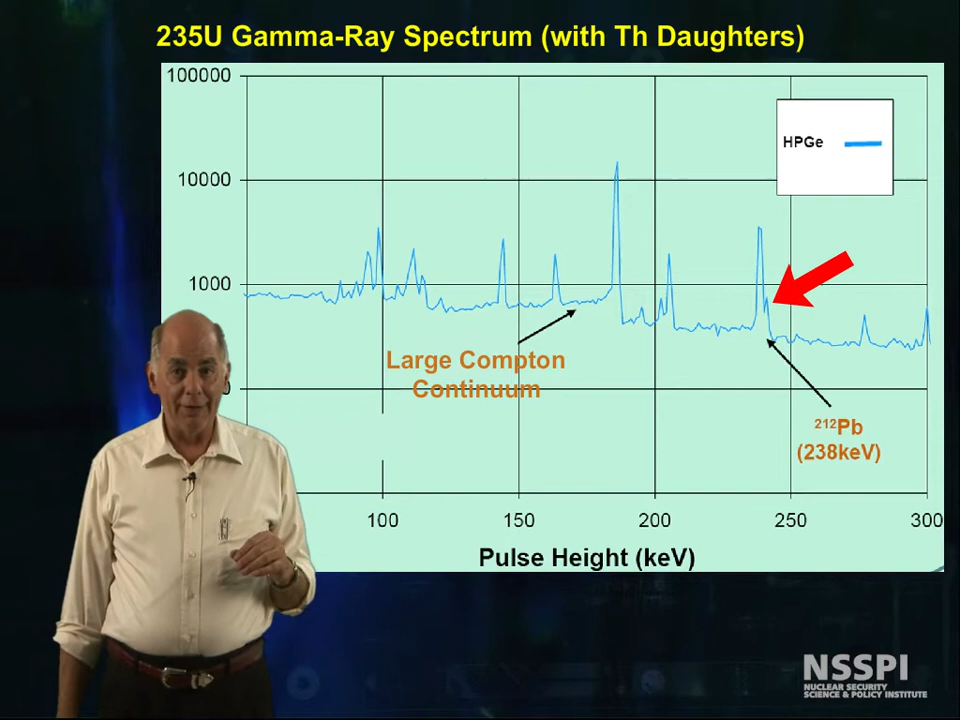 235U Gamma-Ray Spectrum (with Th Daughters)
100000
10000
1000
HPGe
Large Compton
Continuum
212Pb
(238keV)
100
150
200
250
300
Pulse Height (keV)
NSSPI
NUCLEAR SECURITY
SCIENCE & POLICY INSTITUTE